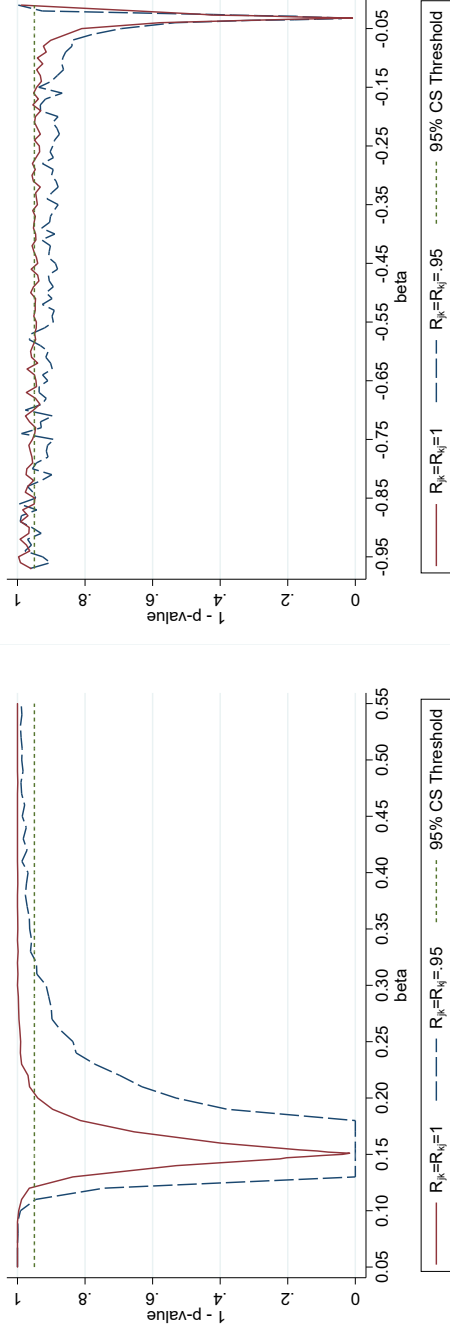 1 - p-value
1
.8
.6
.4
.2
0
0.05 0.10 0.15 0.20 0.25 0.30 0.35 0.40 0.45 0.50 0.55
beta
Rjk=Rkj=1 Rjk=Rkj=.95 95% CS Threshold
1 - p-value
1
.8
.6
.4
.2
0
-0.95 -0.85 -0.75 -0.65 -0.55 -0.45 -0.35 -0.25 -0.15 -0.05
beta
Rjk=Rkj=1 Rjk=Rkj=.95 95% CS Threshold